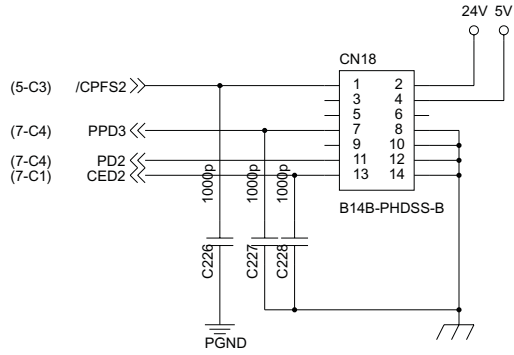 24V 5V
CN18
(5-C3) /CPFS2 1 2
3 4
5 6
(7-C4) PPD3 7 8
9 10
(7-C4) PD2 11 12
(7-C1) CED2 13 14
1000p 1000p 1000p
B14B-PHDSS-B
C226 C227 C228
PGND